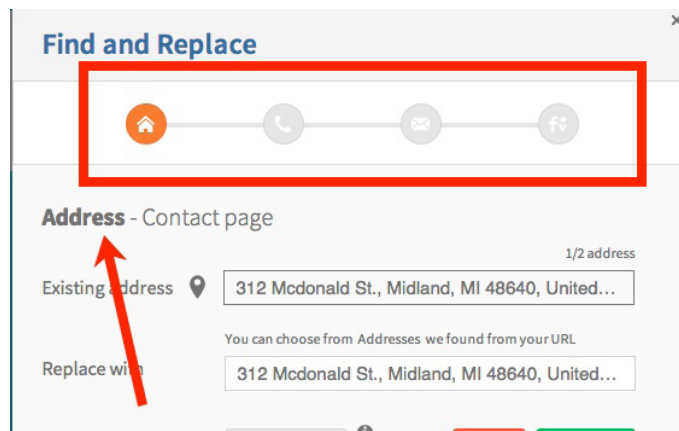 Find and Replace
Address - Contact page
1/2 address
Existing address
312 Mcdonald St., Midland, MI 48640, United...
You can choose from Addresses we found from your URL
Replace with
312 Mcdonald St., Midland, MI 48640, United...